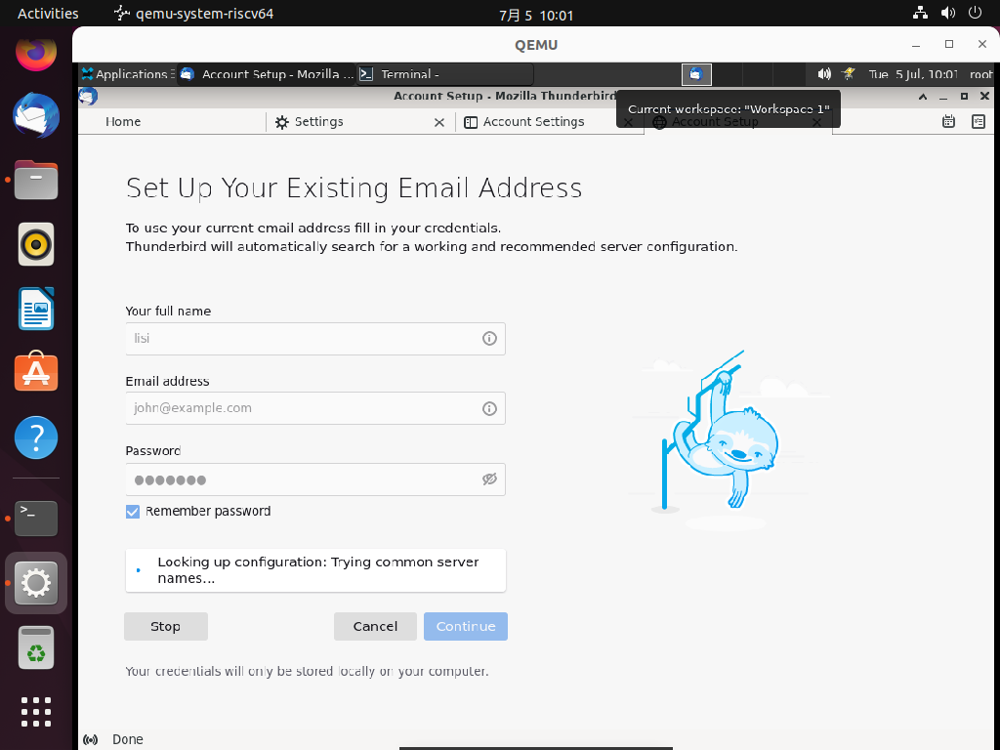 Activities
qemu-system-riscv64
7月 5 10:01
QEMU
Applications
Account Setup - Mozilla ...
Terminal -
Tue 5 Jul, 10:01
root
Account Setup - Mozilla Thunderbird
Current workspace: "Workspace 1"
Home
Settings
Account Settings
Account Setup
Set Up Your Existing Email Address
To use your current email address fill in your credentials.
Thunderbird will automatically search for a working and recommended server configuration.
Your full name
lisi
Email address
john@example.com
Password
●●●●●●●
Remember password
Looking up configuration: Trying common server
names...
Stop
Cancel
Continue
Your credentials will only be stored locally on your computer.
Done